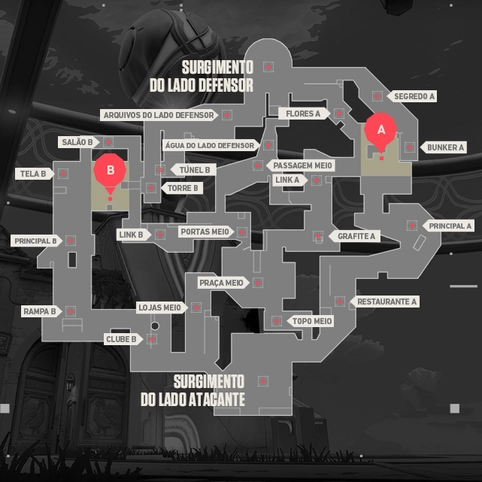 SURGIMENTO
DO LADO DEFENSOR
SEGREDO A
ARQUIVOS DO LADO DEFENSOR
FLORES A
A
SALÃO B
ÁGUA DO LADO DEFENSOR
BUNKER A
TELA B
B
TÚNEL B
PASSAGEM MEIO
LINK A
TORRE B
PRINCIPAL A
LINK B
PORTAS MEIO
GRAFITE A
PRINCIPAL B
PRAÇA MEIO
RESTAURANTE A
RAMPA B
LOJAS MEIO
TOPO MEIO
CLUBE B
SURGIMENTO
DO LADO ATACANTE